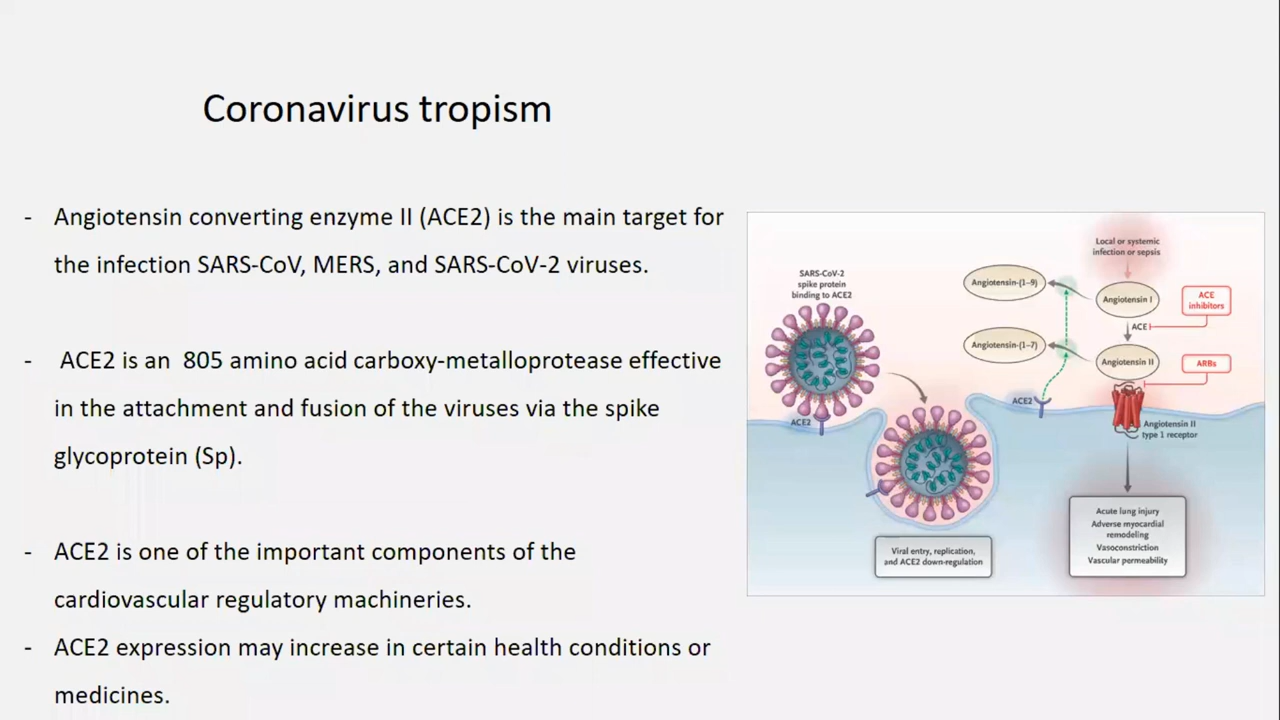 Coronavirus tropism
- Angiotensin converting enzyme II (ACE2) is the main target for
the infection SARS-CoV, MERS, and SARS-CoV-2 viruses.
- ACE2 is an 805 amino acid carboxy-metalloprotease effective
in the attachment and fusion of the viruses via the spike
glycoprotein (Sp).
- ACE2 is one of the important components of the
cardiovascular regulatory machineries.
- ACE2 expression may increase in certain health conditions or
medicines.
SARS-CoV-2
spike protein
binding to ACE2
ACE2
Viral entry, replication,
and ACE2 down-regulation
Local or systemic
infection or sepsis
Angiotensin-(1–9)
Angiotensin I
ACE
inhibitors
ACE
Angiotensin-(1–7)
Angiotensin II
ARBs
ACE2
Angiotensin II
type 1 receptor
Acute lung injury
Adverse myocardial
remodeling
Vasoconstriction
Vascular permeability